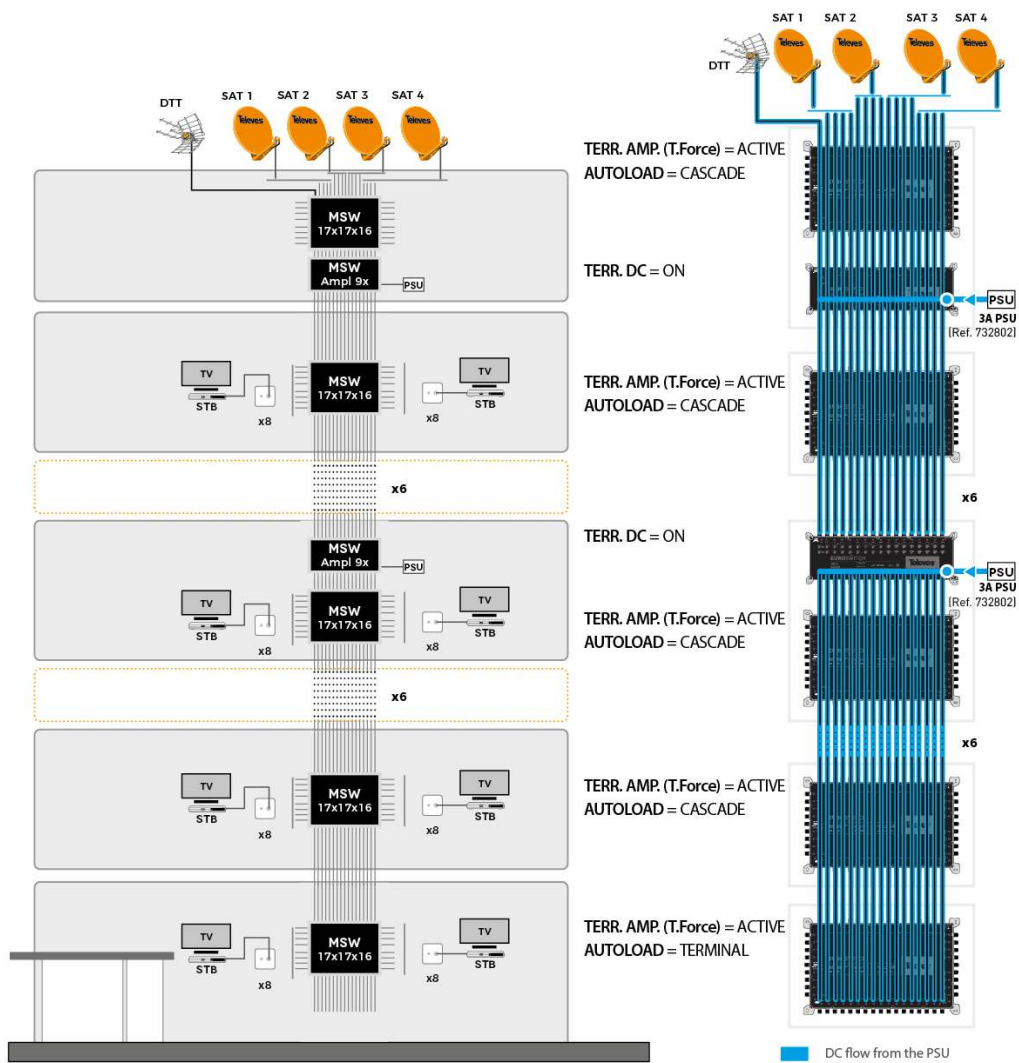 SAT 1
SAT 2
SAT 3
SAT 4
DTT
Televes
Televes
Televes
Televes
SAT 1
SAT 2
SAT 3
SAT 4
DTT
Televes
Televes
Televes
Televes
MSW
17x17x16
MSW
Ampl 9x
PSU
TERR. AMP. (T.Force) = ACTIVE
AUTOLOAD = CASCADE
TERR. DC = ON
PSU
3A PSU
(Ref. 732802)
TV
STB
x8
MSW
17x17x16
x8
TV
STB
TERR. AMP. (T.Force) = ACTIVE
AUTOLOAD = CASCADE
x6
x6
MSW
Ampl 9x
PSU
TERR. DC = ON
EUROSWITCH
Televes
PSU
3A PSU
(Ref. 732802)
TV
STB
x8
MSW
17x17x16
x8
TV
STB
TERR. AMP. (T.Force) = ACTIVE
AUTOLOAD = CASCADE
x6
x6
TV
STB
x8
MSW
17x17x16
x8
TV
STB
TERR. AMP. (T.Force) = ACTIVE
AUTOLOAD = CASCADE
TV
STB
x8
MSW
17x17x16
x8
TV
STB
TERR. AMP. (T.Force) = ACTIVE
AUTOLOAD = TERMINAL
DC flow from the PSU